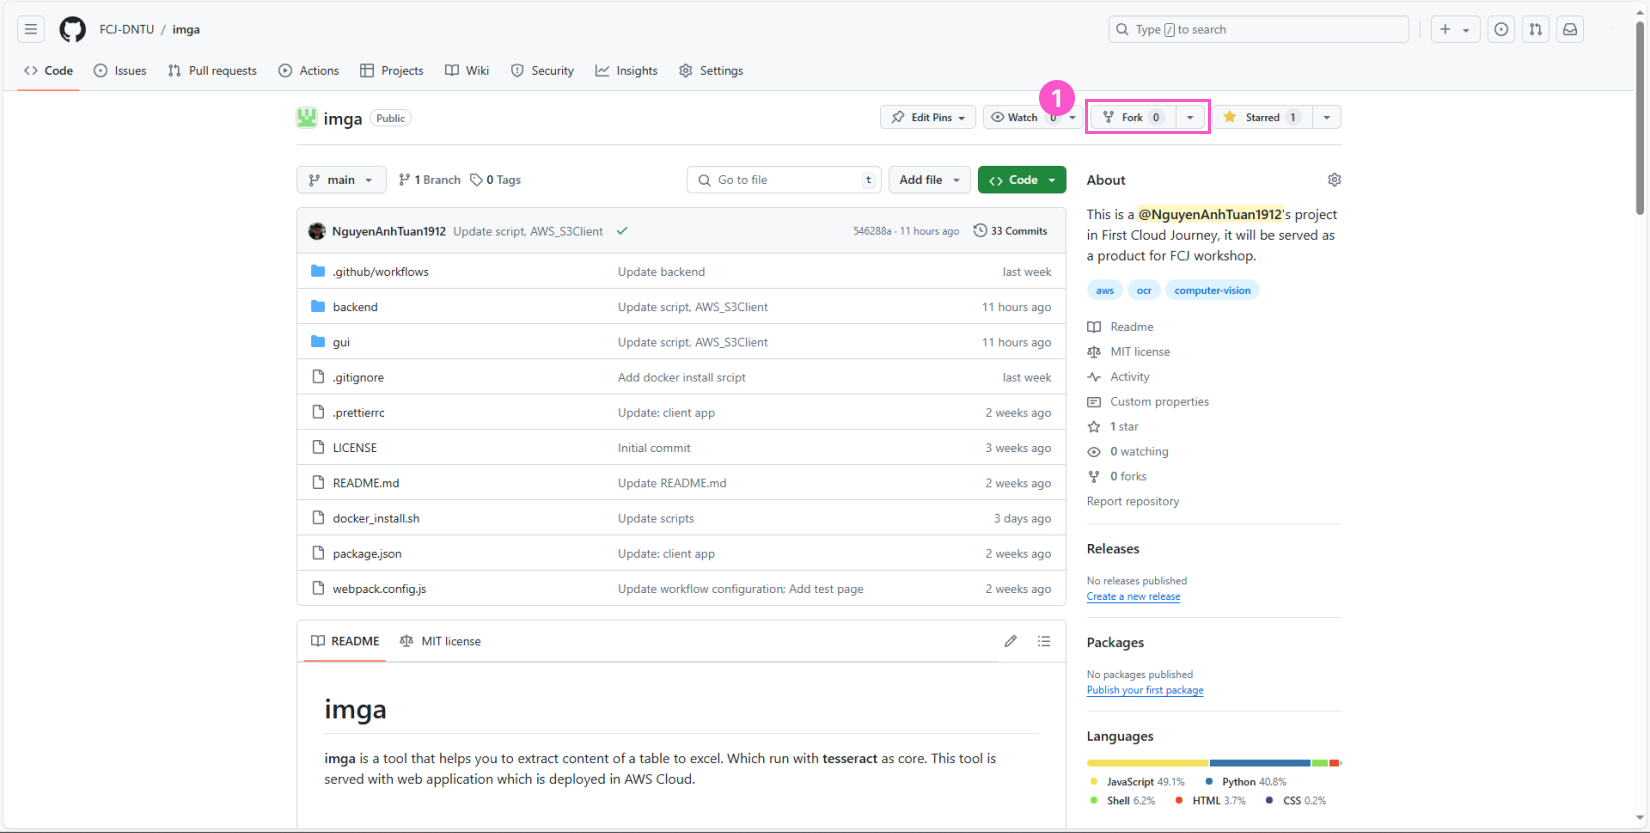 FCJ-DNTU / imga
Type / to search
Code Issues Pull requests Actions Projects Wiki Security Insights Settings
1
imga Public
Edit Pins Watch 0 Fork 0 Starred 1
main 1 Branch 0 Tags Go to file t Add file Code
NguyenAnhTuan1912 Update script, AWS_S3Client 546288a · 11 hours ago 33 Commits
.github/workflows Update backend last week
backend Update script, AWS_S3Client 11 hours ago
gui Update script, AWS_S3Client 11 hours ago
.gitignore Add docker install srcipt last week
.prettierrc Update: client app 2 weeks ago
LICENSE Initial commit 3 weeks ago
README.md Update README.md 2 weeks ago
docker_install.sh Update scripts 3 days ago
package.json Update: client app 2 weeks ago
webpack.config.js Update workflow configuration; Add test page 2 weeks ago
README MIT license
imga
imga is a tool that helps you to extract content of a table to excel. Which run with tesseract as core. This tool is
served with web application which is deployed in AWS Cloud.
About
This is a @NguyenAnhTuan1912's project
in First Cloud Journey, it will be served as
a product for FCJ workshop.
aws ocr computer-vision
Readme
MIT license
Activity
Custom properties
1 star
0 watching
0 forks
Report repository
Releases
No releases published
Create a new release
Packages
No packages published
Publish your first package
Languages
JavaScript 49.1% Python 40.8%
Shell 6.2% HTML 3.7% CSS 0.2%